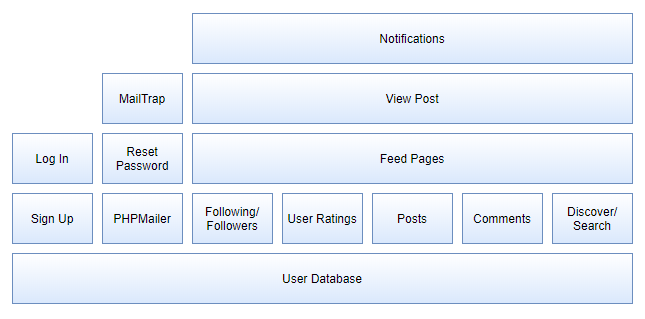 Notifications
MailTrap
View Post
Log In
Reset
Password
Feed Pages
Sign Up
PHPMailer
Following/
Followers
User Ratings
Posts
Comments
Discover/
Search
User Database